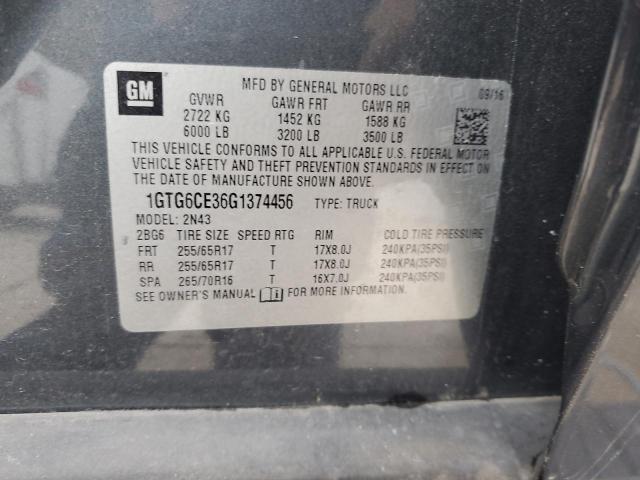 GM
MFD BY GENERAL MOTORS LLC
09/16
GVWR GAWR FRT GAWR RR
2722 KG 1452 KG 1588 KG
6000 LB 3200 LB 3500 LB
THIS VEHICLE CONFORMS TO ALL APPLICABLE U.S. FEDERAL MOTOR
VEHICLE SAFETY AND THEFT PREVENTION STANDARDS IN EFFECT ON
THE DATE OF MANUFACTURE SHOWN ABOVE.
1GTG6CE36G1374456 TYPE: TRUCK
MODEL: 2N43
2BG6 TIRE SIZE SPEED RTG RIM COLD TIRE PRESSURE
FRT 255/65R17 T 17X8.0J 240KPA(35PSI)
RR 255/65R17 T 17X8.0J 240KPA(35PSI)
SPA 265/70R16 T 16X7.0J 240KPA(35PSI)
SEE OWNER'S MANUAL FOR MORE INFORMATION.